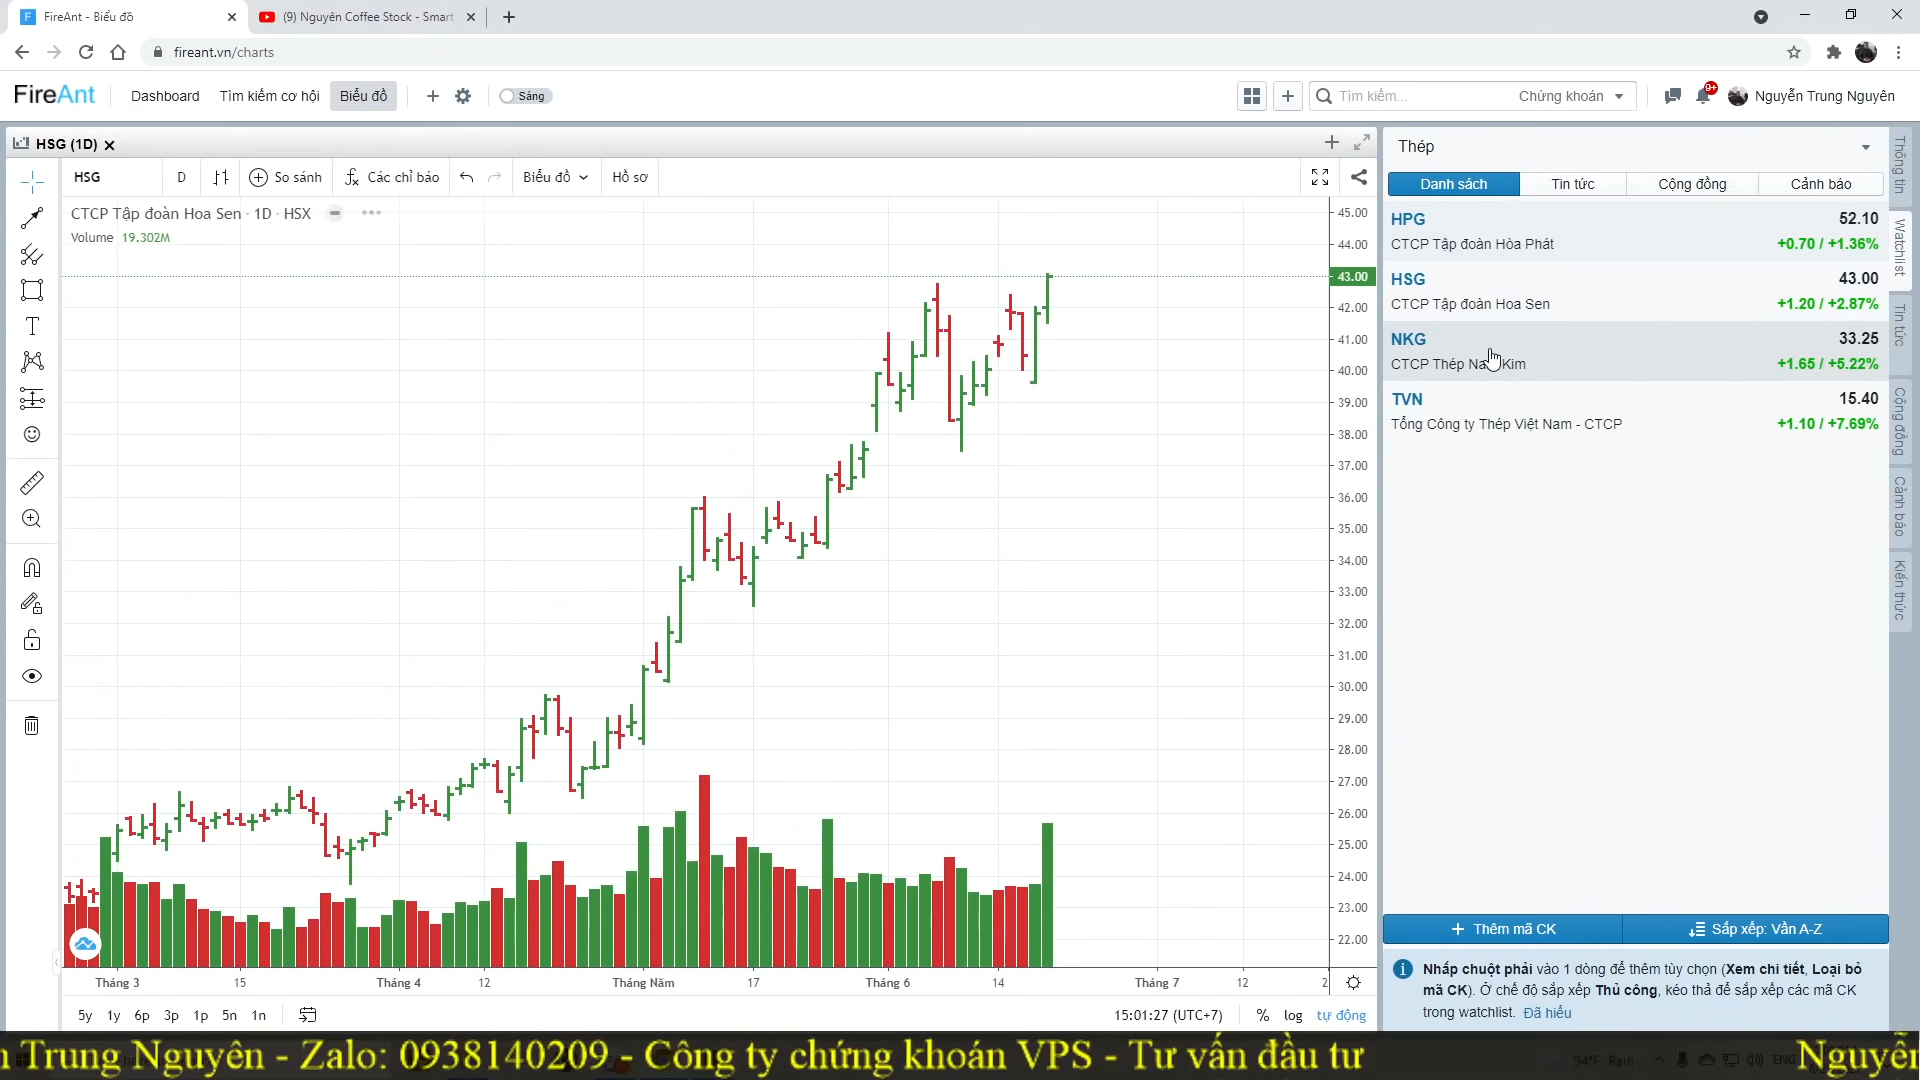 FireAnt - Biểu đồ
(9) Nguyên Coffee Stock - Smart
fireant.vn/charts
FireAnt
Dashboard
Tìm kiếm cơ hội
Biểu đồ
Sáng
Tìm kiếm...
Chứng khoán
9+
Nguyễn Trung Nguyên
HSG (1D)
HSG
D
So sánh
Các chỉ báo
Biểu đồ
Hồ sơ
CTCP Tập đoàn Hoa Sen · 1D · HSX
Volume 19.302M
45.00
44.00
43.00
42.00
41.00
40.00
39.00
38.00
37.00
36.00
35.00
34.00
33.00
32.00
31.00
30.00
29.00
28.00
27.00
26.00
25.00
24.00
23.00
22.00
Tháng 3
15
Tháng 4
12
Tháng Năm
17
Tháng 6
14
Tháng 7
12
2
5y 1y 6p 3p 1p 5n 1n
15:01:27 (UTC+7)
% log tự động
Thép
Danh sách
Tin tức
Cộng đồng
Cảnh báo
HPG 52.10
CTCP Tập đoàn Hòa Phát +0.70 / +1.36%
HSG 43.00
CTCP Tập đoàn Hoa Sen +1.20 / +2.87%
NKG 33.25
CTCP Thép Kim +1.65 / +5.22%
TVN 15.40
Tổng Công ty Thép Việt Nam - CTCP +1.10 / +7.69%
Thêm mã CK
Sắp xếp: Vần A-Z
Nhấp chuột phải vào 1 dòng để thêm tùy chọn (Xem chi tiết, Loại bỏ
mã CK). Ở chế độ sắp xếp Thủ công, kéo thả để sắp xếp các mã CK
trong watchlist. Đã hiểu
Thông tin
Watchlist
Tin tức
Cộng đồng
Cảnh báo
Kiến thức
n Trung Nguyên - Zalo: 0938140209 - Công ty chứng khoán VPS - Tư vấn đầu tư
94°F Rain
ENG
Nguyễn